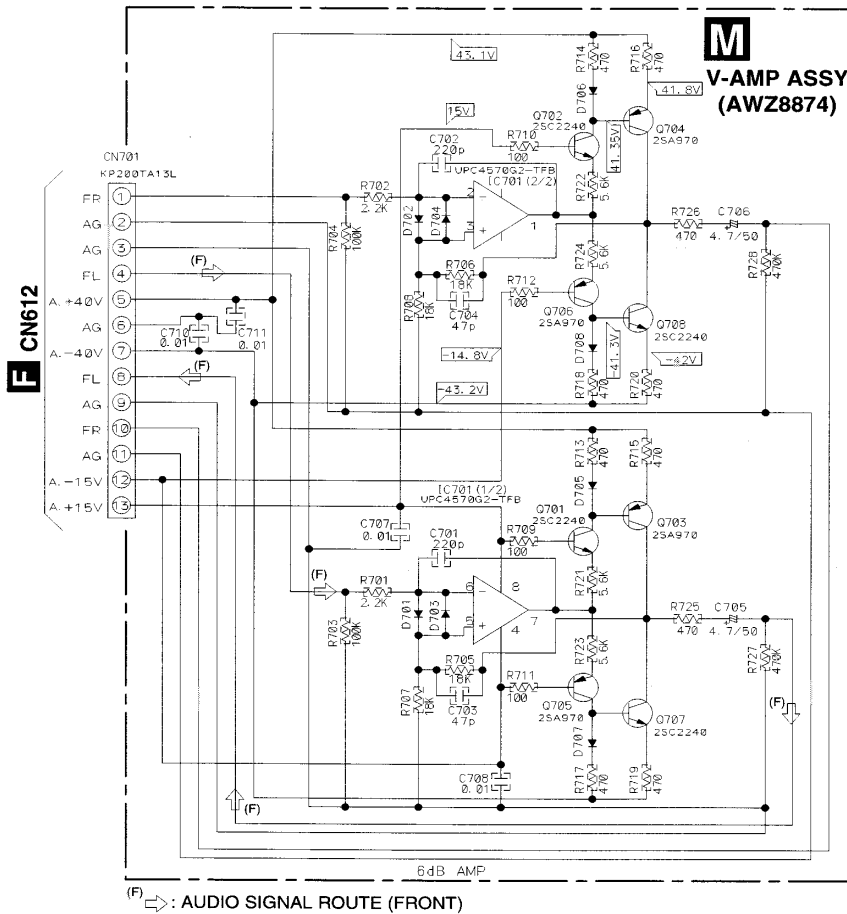 M
V-AMP ASSY
(AWZ8874)
43.1V
R714
470
R716
470
D706
41.8V
15V
Q702
2SC2240
Q704
2SA970
R710
100
C702
220p
41.35V
UPC4570G2-TFB
IC701(2/2)
R722
5.6K
CN701
KP200TA13L
F CN612
FR 1
AG 2
AG 3
FL 4
A.+40V 5
AG 6
A.-40V 7
FL 8
AG 9
FR 10
AG 11
A.-15V 12
A.+15V 13
R702
2.2K
R704
100K
D702
D704
2
3
1
R726
470
C706
4.7/50
R728
470K
R724
5.6K
(F)
R706
18K
C704
47p
R708
18K
R712
100
Q706
2SA970
Q708
2SC2240
C710
0.01
C711
0.01
D708
-14.8V
-41.3V
-42V
(F)
-43.2V
R718
470
R720
470
R713
470
R715
470
D705
IC701(1/2)
UPC4570G2-TFB
Q701
2SC2240
Q703
2SA970
C707
0.01
C701
220p
R709
100
R721
5.6K
(F)
R701
2.2K
R703
100K
D701
D703
6
5
8
4
7
R725
470
C705
4.7/50
R727
470K
R723
5.6K
R705
18K
C703
47p
R707
18K
R711
100
Q705
2SA970
Q707
2SC2240
D707
(F)
C708
0.01
R717
470
R719
470
(F)
6dB AMP
(F) : AUDIO SIGNAL ROUTE (FRONT)